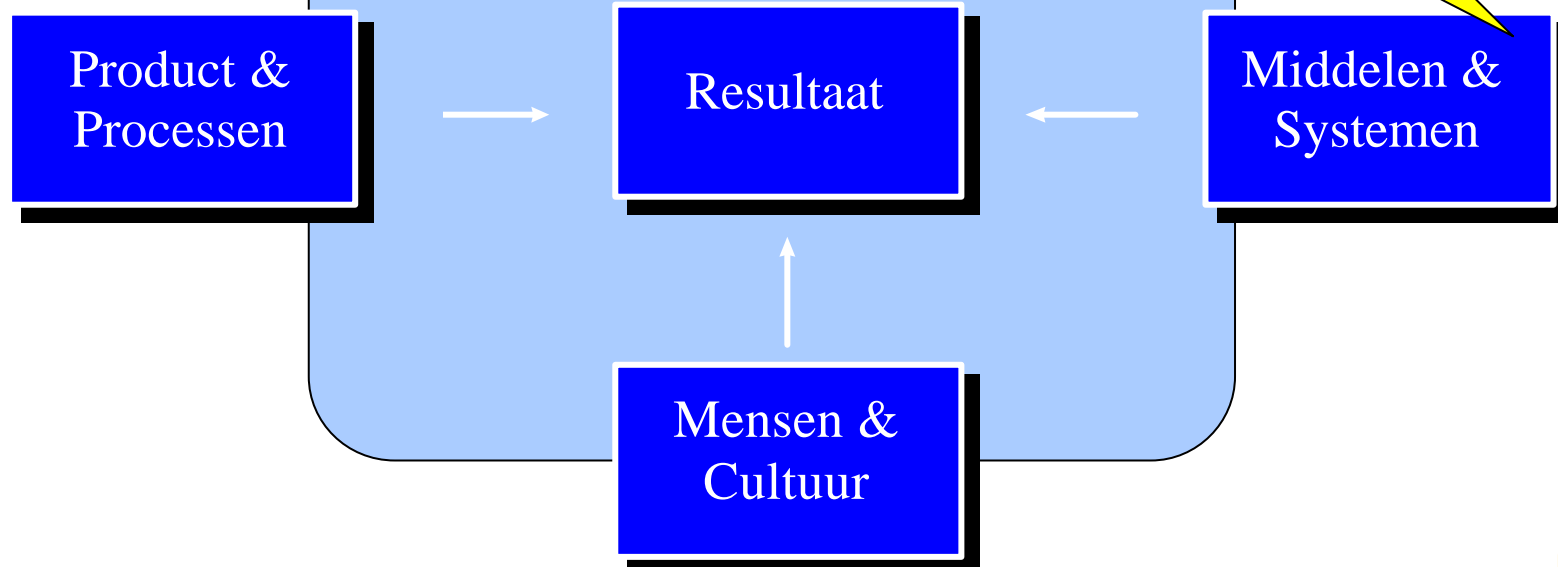 Product &
Processen
Resultaat
Middelen &
Systemen
Mensen &
Cultuur